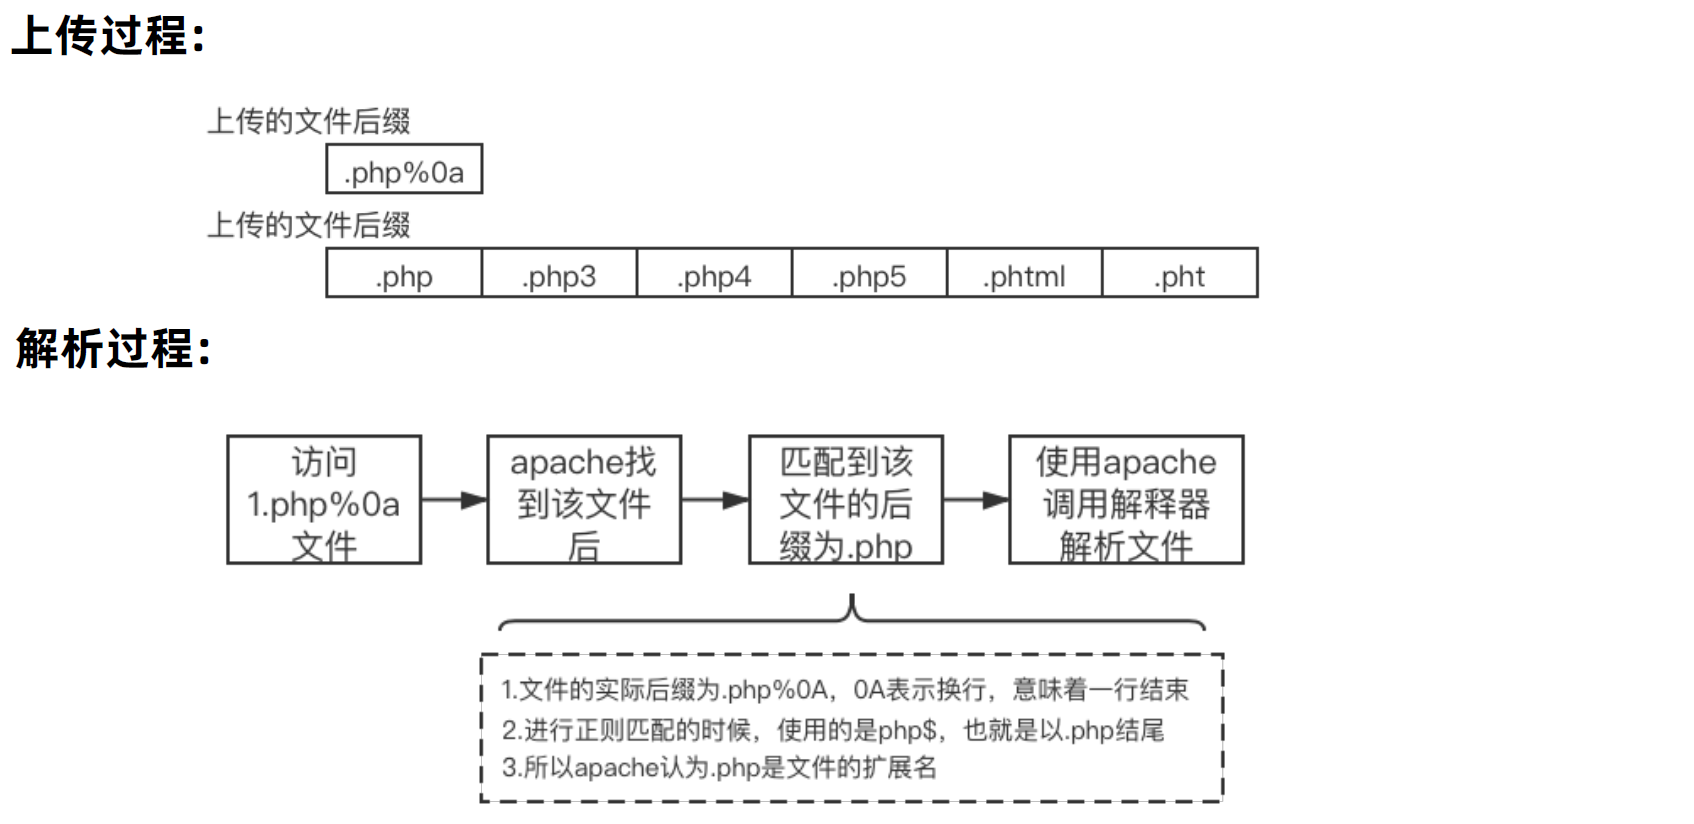 上传过程:
上传的文件后缀
.php%0a
上传的文件后缀
.php .php3 .php4 .php5 .phtml .pht
解析过程:
访问
1.php%0a
文件
apache找
到该文件
后
匹配到该
文件的后
缀为.php
使用apache
调用解释器
解析文件
1.文件的实际后缀为.php%0A，0A表示换行，意味着一行结束
2.进行正则匹配的时候，使用的是php$，也就是以.php结尾
3.所以apache认为.php是文件的扩展名